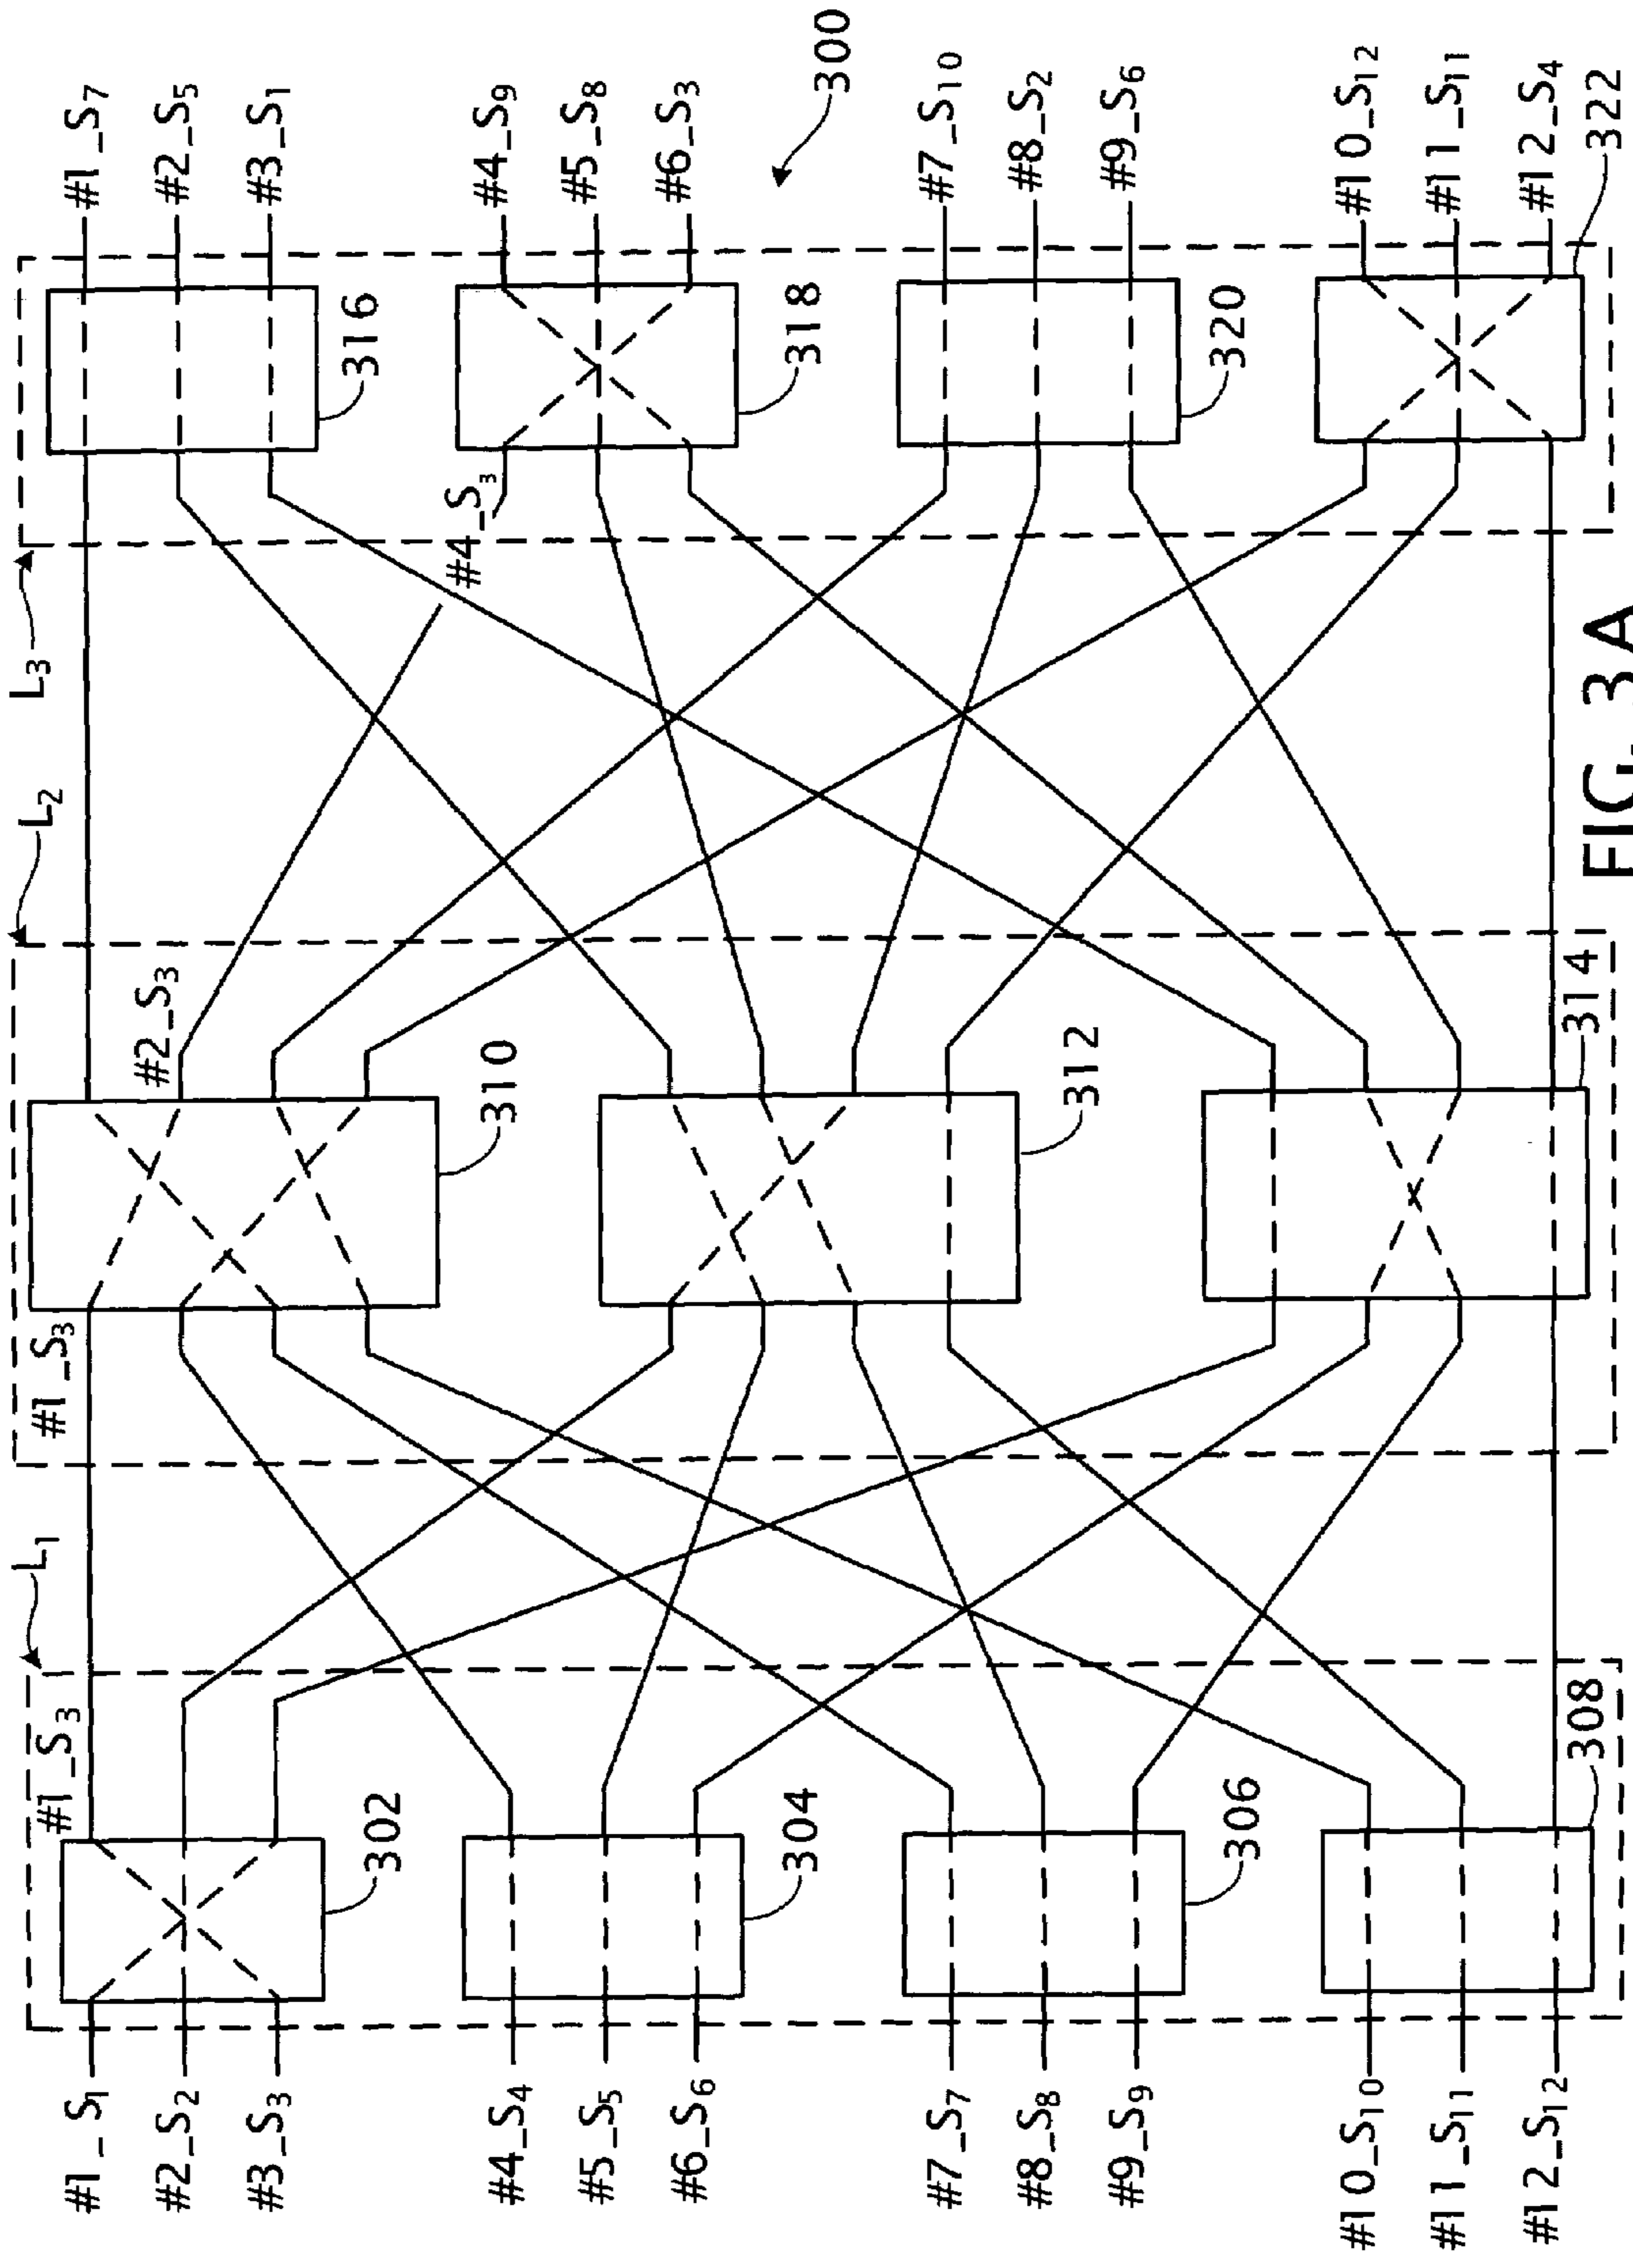 L₁
L₂
L₃
#1_S₁
#2_S₂
#3_S₃
#4_S₄
#5_S₅
#6_S₆
#7_S₇
#8_S₈
#9_S₉
#10_S₁₀
#11_S₁₁
#12_S₁₂
#1_S₃
302
304
306
308
#1_S₃
#2_S₃
310
312
314
#4_S₃
316
318
320
322
#1_S₇
#2_S₅
#3_S₁
#4_S₉
#5_S₈
#6_S₃
#7_S₁₀
#8_S₂
#9_S₆
#10_S₁₂
#11_S₁₁
#12_S₄
300
FIG. 3A